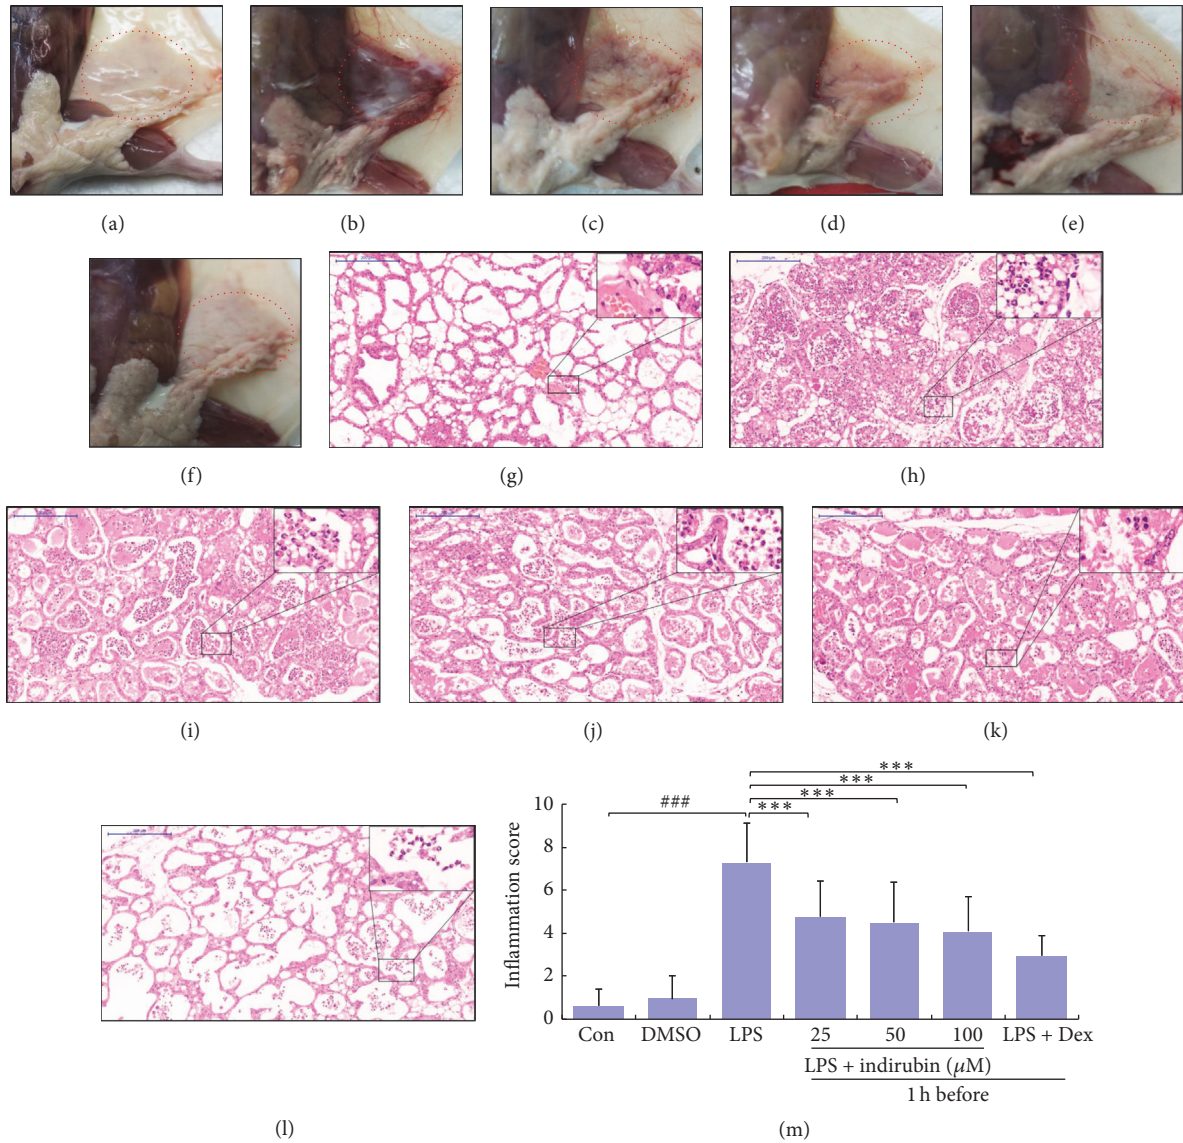 (a)
(b)
(c)
(d)
(e)
(f)
(g)
(h)
(i)
(j)
(k)
(l)
Inflammation score
10
8
6
4
2
0
###
***
***
***
***
Con
DMSO
LPS
25
50
100
LPS + Dex
LPS + indirubin (μM)
1 h before
(m)